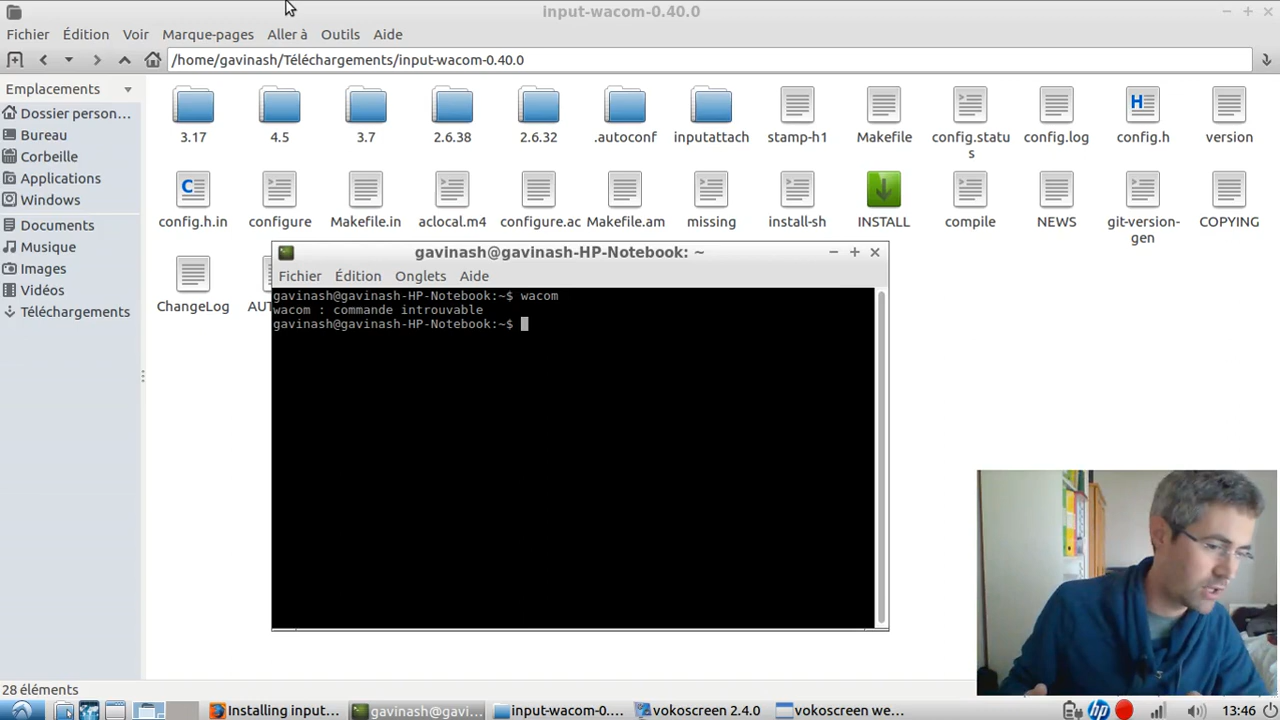 input-wacom-0.40.0
Fichier Édition Voir Marque-pages Aller à Outils Aide
/home/gavinash/Téléchargements/input-wacom-0.40.0
Emplacements
Dossier person...
Bureau
Corbeille
Applications
Windows
Documents
Musique
Images
Vidéos
Téléchargements
3.17 4.5 3.7 2.6.38 2.6.32 .autoconf inputattach stamp-h1 Makefile config.statu config.log config.h version
s
config.h.in configure Makefile.in aclocal.m4 configure.ac Makefile.am missing install-sh INSTALL compile NEWS git-version- COPYING
gen
ChangeLog AU
gavinash@gavinash-HP-Notebook: ~
Fichier Édition Onglets Aide
gavinash@gavinash-HP-Notebook:~$ wacom
wacom : commande introuvable
gavinash@gavinash-HP-Notebook:~$
28 éléments
Installing input... gavinash@gavi... input-wacom-0.... vokoscreen 2.4.0 vokoscreen we... hp 13:46